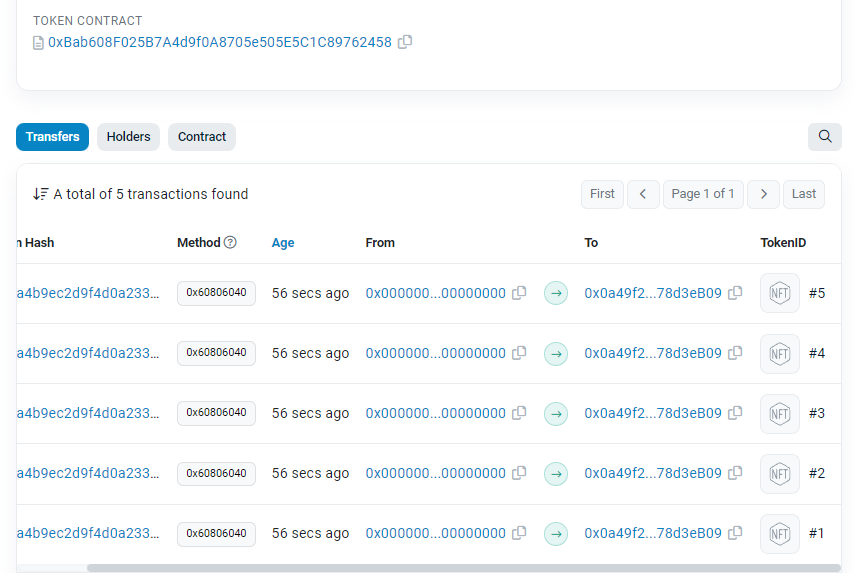 TOKEN CONTRACT
0xBab608F025B7A4d9f0A8705e505E5C1C89762458
Transfers Holders Contract
A total of 5 transactions found First Page 1 of 1 Last
n Hash Method Age From To TokenID
a4b9ec2d9f4d0a233... 0x60806040 56 secs ago 0x000000...00000000 0x0a49f2...78d3eB09 NFT #5
a4b9ec2d9f4d0a233... 0x60806040 56 secs ago 0x000000...00000000 0x0a49f2...78d3eB09 NFT #4
a4b9ec2d9f4d0a233... 0x60806040 56 secs ago 0x000000...00000000 0x0a49f2...78d3eB09 NFT #3
a4b9ec2d9f4d0a233... 0x60806040 56 secs ago 0x000000...00000000 0x0a49f2...78d3eB09 NFT #2
a4b9ec2d9f4d0a233... 0x60806040 56 secs ago 0x000000...00000000 0x0a49f2...78d3eB09 NFT #1